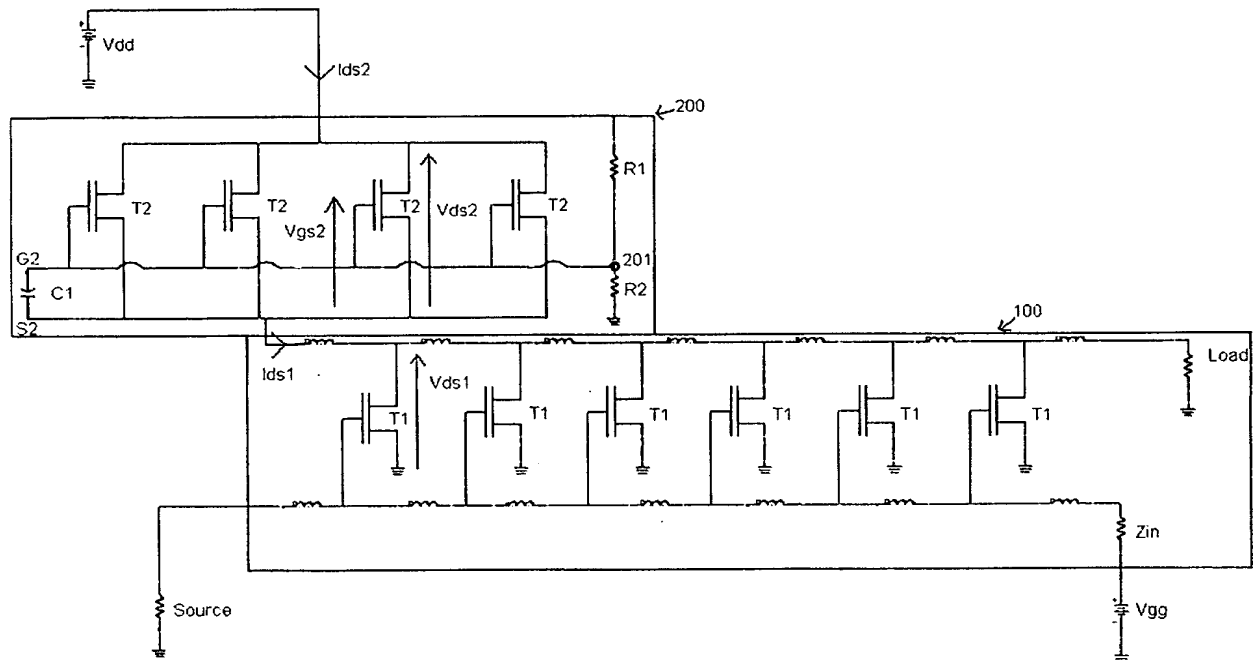 Vdd
Ids2
200
R1
T2
T2
T2
T2
Vgs2
Vds2
G2
201
C1
R2
S2
100
Ids1
Vds1
Load
T1
T1
T1
T1
T1
T1
Zin
Source
Vgg